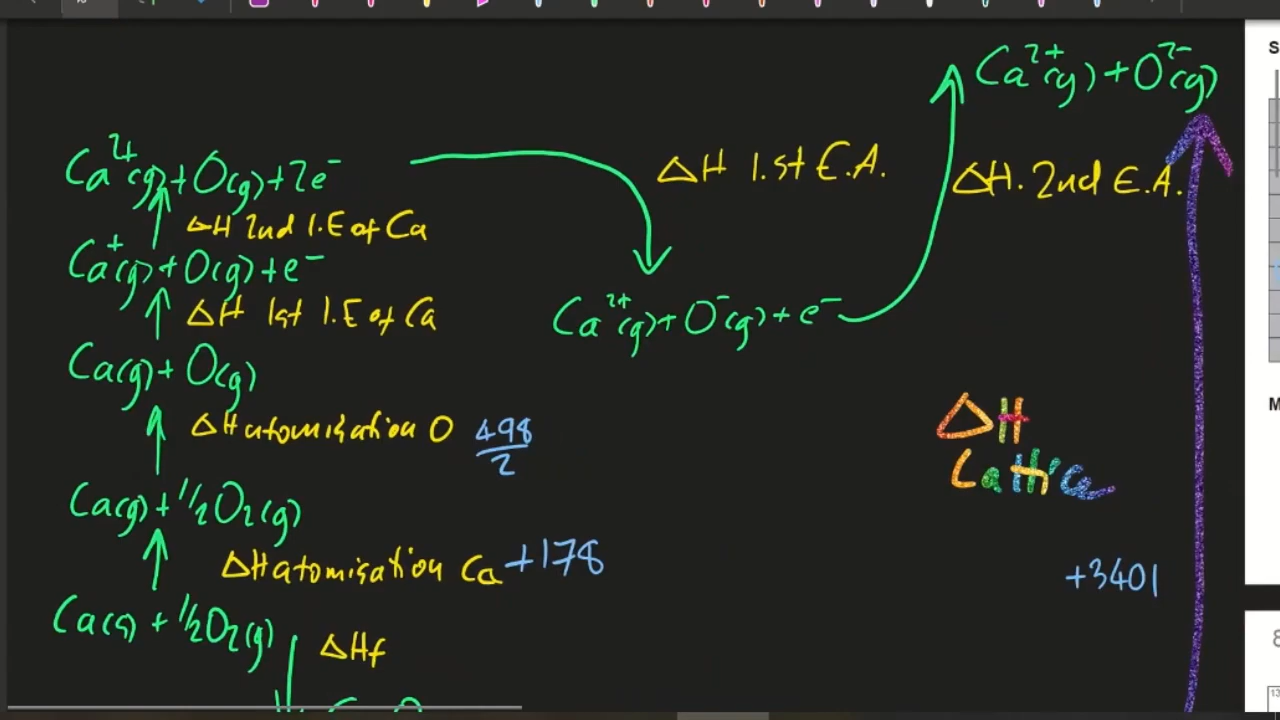 Ca²⁺(g) + O²⁻(g)
Ca²⁺(g) + O(g) + 2e⁻
ΔH 1st E.A.
ΔH. 2nd E.A.
ΔH 2nd I.E of Ca
Ca⁺(g) + O(g) + e⁻
ΔH 1st I.E of Ca
Ca²⁺(g) + O⁻(g) + e⁻
Ca(g) + O(g)
ΔH atomisation O 498/2
ΔH
Lattice
Ca(g) + 1/2O₂(g)
ΔH atomisation Ca +178
+3401
Ca(s) + 1/2O₂(g)
ΔHf